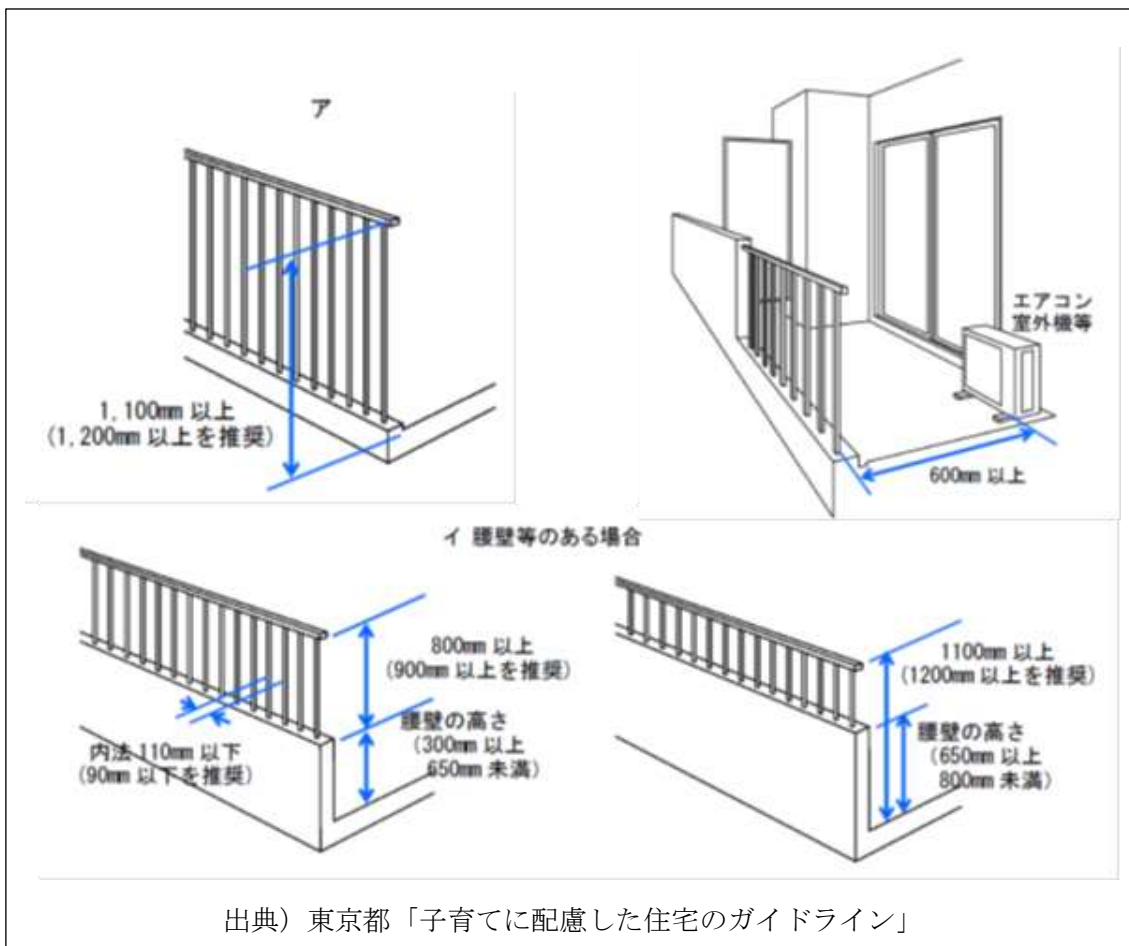 ア
1,100mm 以上
(1,200mm 以上を推奨)
エアコン
室外機等
600mm 以上
イ 腰壁等のある場合
800mm 以上
(900mm 以上を推奨)
腰壁の高さ
(300mm 以上
650mm 未満)
内法 110mm 以下
(90mm 以下を推奨)
1100mm 以上
(1200mm 以上を推奨)
腰壁の高さ
(650mm 以上
800mm 未満)
出典）東京都「子育てに配慮した住宅のガイドライン」